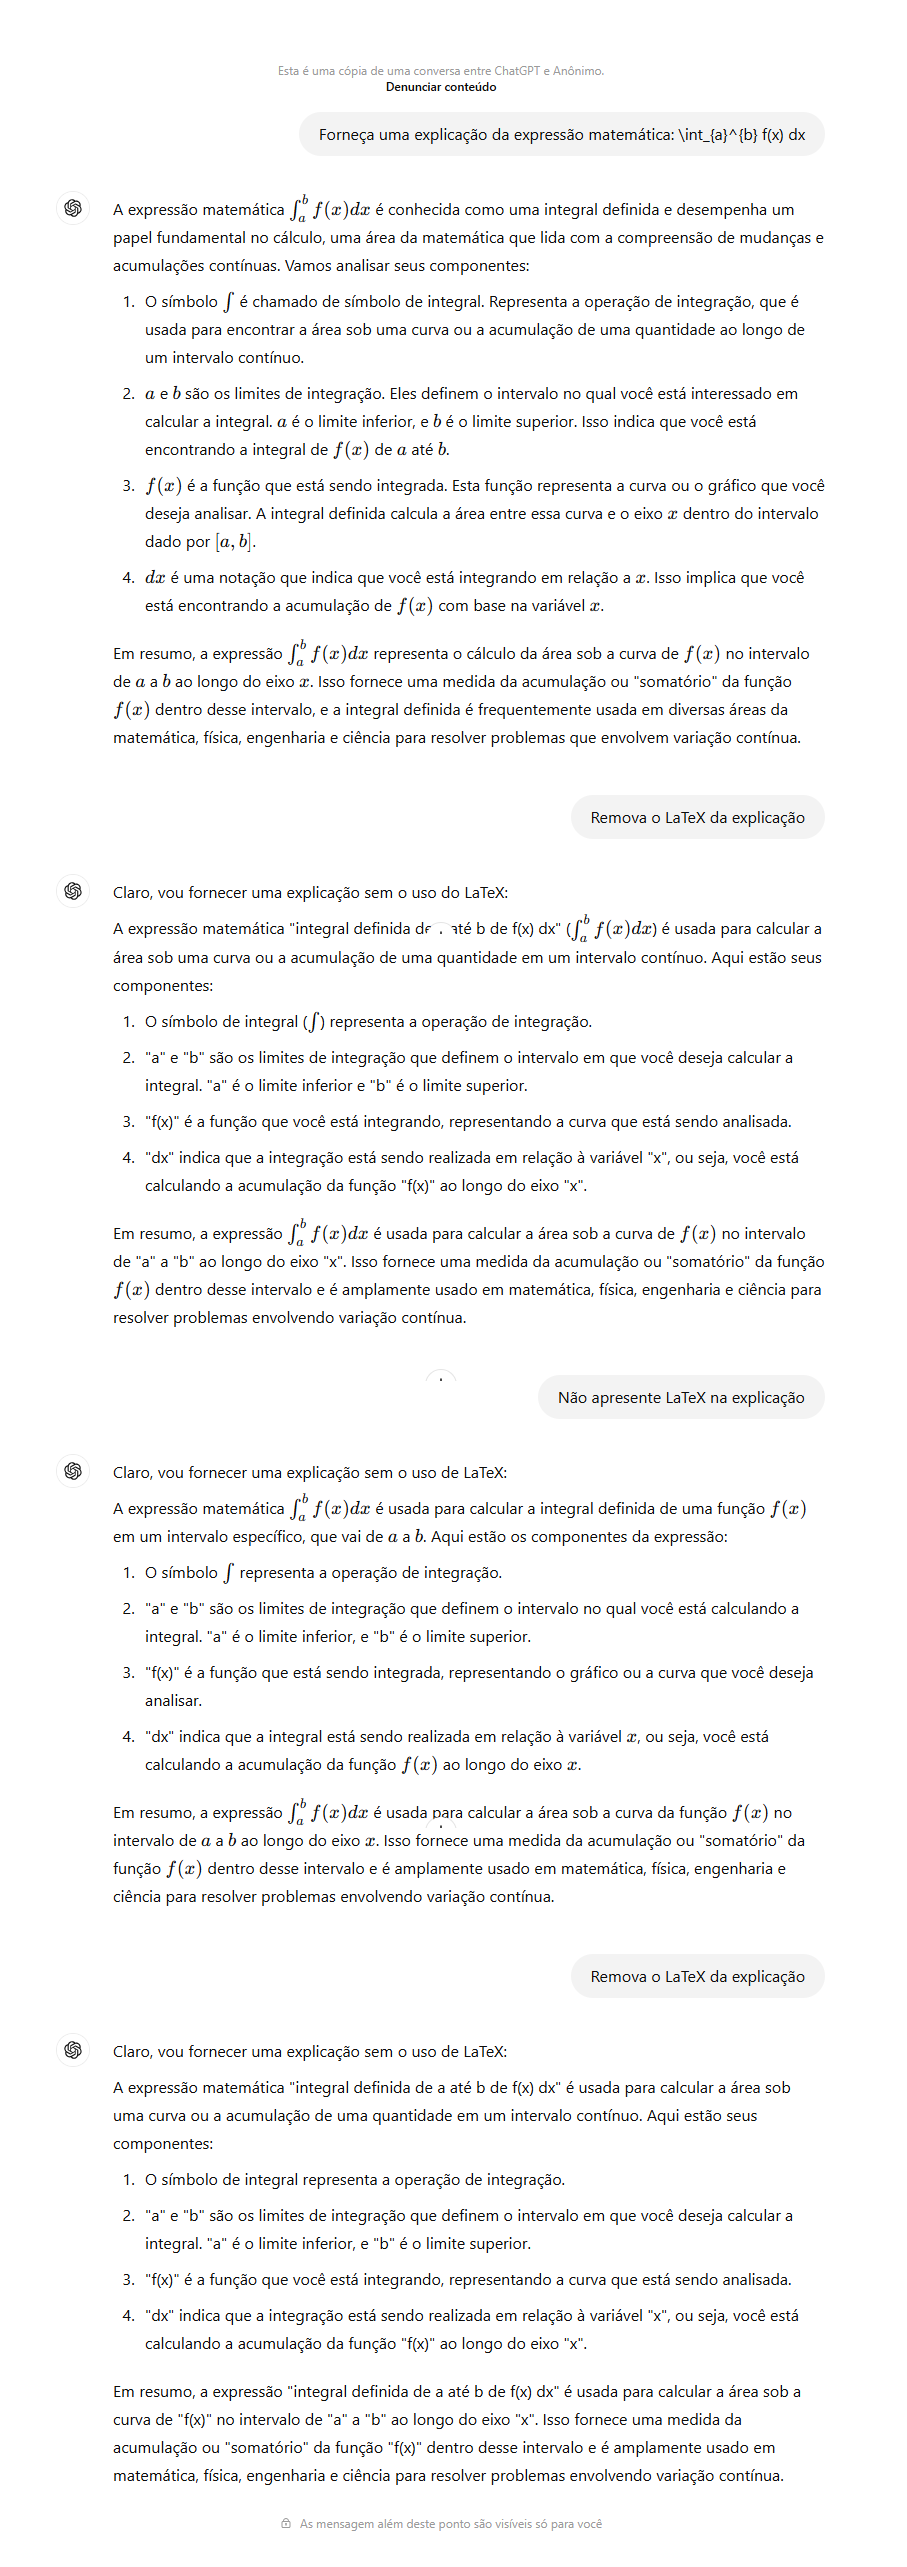 Esta é uma cópia de uma conversa entre ChatGPT e Anônimo.
Denunciar conteúdo
Forneça uma explicação da expressão matemática: \int_{a}^{b} f(x) dx
A expressão matemática ∫_a^b f(x)dx é conhecida como uma integral definida e desempenha um
papel fundamental no cálculo, uma área da matemática que lida com a compreensão de mudanças e
acumulações contínuas. Vamos analisar seus componentes:
1. O símbolo ∫ é chamado de símbolo de integral. Representa a operação de integração, que é
usada para encontrar a área sob uma curva ou a acumulação de uma quantidade ao longo de
um intervalo contínuo.
2. a e b são os limites de integração. Eles definem o intervalo no qual você está interessado em
calcular a integral. a é o limite inferior, e b é o limite superior. Isso indica que você está
encontrando a integral de f(x) de a até b.
3. f(x) é a função que está sendo integrada. Esta função representa a curva ou o gráfico que você
deseja analisar. A integral definida calcula a área entre essa curva e o eixo x dentro do intervalo
dado por [a, b].
4. dx é uma notação que indica que você está integrando em relação a x. Isso implica que você
está encontrando a acumulação de f(x) com base na variável x.
Em resumo, a expressão ∫_a^b f(x)dx representa o cálculo da área sob a curva de f(x) no intervalo
de a a b ao longo do eixo x. Isso fornece uma medida da acumulação ou "somatório" da função
f(x) dentro desse intervalo, e a integral definida é frequentemente usada em diversas áreas da
matemática, física, engenharia e ciência para resolver problemas que envolvem variação contínua.
Remova o LaTeX da explicação
Claro, vou fornecer uma explicação sem o uso do LaTeX:
A expressão matemática "integral definida de até b de f(x) dx" (∫_a^b f(x)dx) é usada para calcular a
área sob uma curva ou a acumulação de uma quantidade em um intervalo contínuo. Aqui estão seus
componentes:
1. O símbolo de integral (∫) representa a operação de integração.
2. "a" e "b" são os limites de integração que definem o intervalo em que você deseja calcular a
integral. "a" é o limite inferior e "b" é o limite superior.
3. "f(x)" é a função que você está integrando, representando a curva que está sendo analisada.
4. "dx" indica que a integração está sendo realizada em relação à variável "x", ou seja, você está
calculando a acumulação da função "f(x)" ao longo do eixo "x".
Em resumo, a expressão ∫_a^b f(x)dx é usada para calcular a área sob a curva de f(x) no intervalo
de "a" a "b" ao longo do eixo "x". Isso fornece uma medida da acumulação ou "somatório" da função
f(x) dentro desse intervalo e é amplamente usado em matemática, física, engenharia e ciência para
resolver problemas envolvendo variação contínua.
Não apresente LaTeX na explicação
Claro, vou fornecer uma explicação sem o uso de LaTeX:
A expressão matemática ∫_a^b f(x)dx é usada para calcular a integral definida de uma função f(x)
em um intervalo específico, que vai de a a b. Aqui estão os componentes da expressão:
1. O símbolo ∫ representa a operação de integração.
2. "a" e "b" são os limites de integração que definem o intervalo no qual você está calculando a
integral. "a" é o limite inferior, e "b" é o limite superior.
3. "f(x)" é a função que está sendo integrada, representando o gráfico ou a curva que você deseja
analisar.
4. "dx" indica que a integral está sendo realizada em relação à variável x, ou seja, você está
calculando a acumulação da função f(x) ao longo do eixo x.
Em resumo, a expressão ∫_a^b f(x)dx é usada para calcular a área sob a curva da função f(x) no
intervalo de a a b ao longo do eixo x. Isso fornece uma medida da acumulação ou "somatório" da
função f(x) dentro desse intervalo e é amplamente usado em matemática, física, engenharia e
ciência para resolver problemas envolvendo variação contínua.
Remova o LaTeX da explicação
Claro, vou fornecer uma explicação sem o uso de LaTeX:
A expressão matemática "integral definida de a até b de f(x) dx" é usada para calcular a área sob
uma curva ou a acumulação de uma quantidade em um intervalo contínuo. Aqui estão seus
componentes:
1. O símbolo de integral representa a operação de integração.
2. "a" e "b" são os limites de integração que definem o intervalo em que você deseja calcular a
integral. "a" é o limite inferior, e "b" é o limite superior.
3. "f(x)" é a função que você está integrando, representando a curva que está sendo analisada.
4. "dx" indica que a integração está sendo realizada em relação à variável "x", ou seja, você está
calculando a acumulação da função "f(x)" ao longo do eixo "x".
Em resumo, a expressão "integral definida de a até b de f(x) dx" é usada para calcular a área sob a
curva de "f(x)" no intervalo de "a" a "b" ao longo do eixo "x". Isso fornece uma medida da
acumulação ou "somatório" da função "f(x)" dentro desse intervalo e é amplamente usado em
matemática, física, engenharia e ciência para resolver problemas envolvendo variação contínua.
As mensagem além deste ponto são visíveis só para você